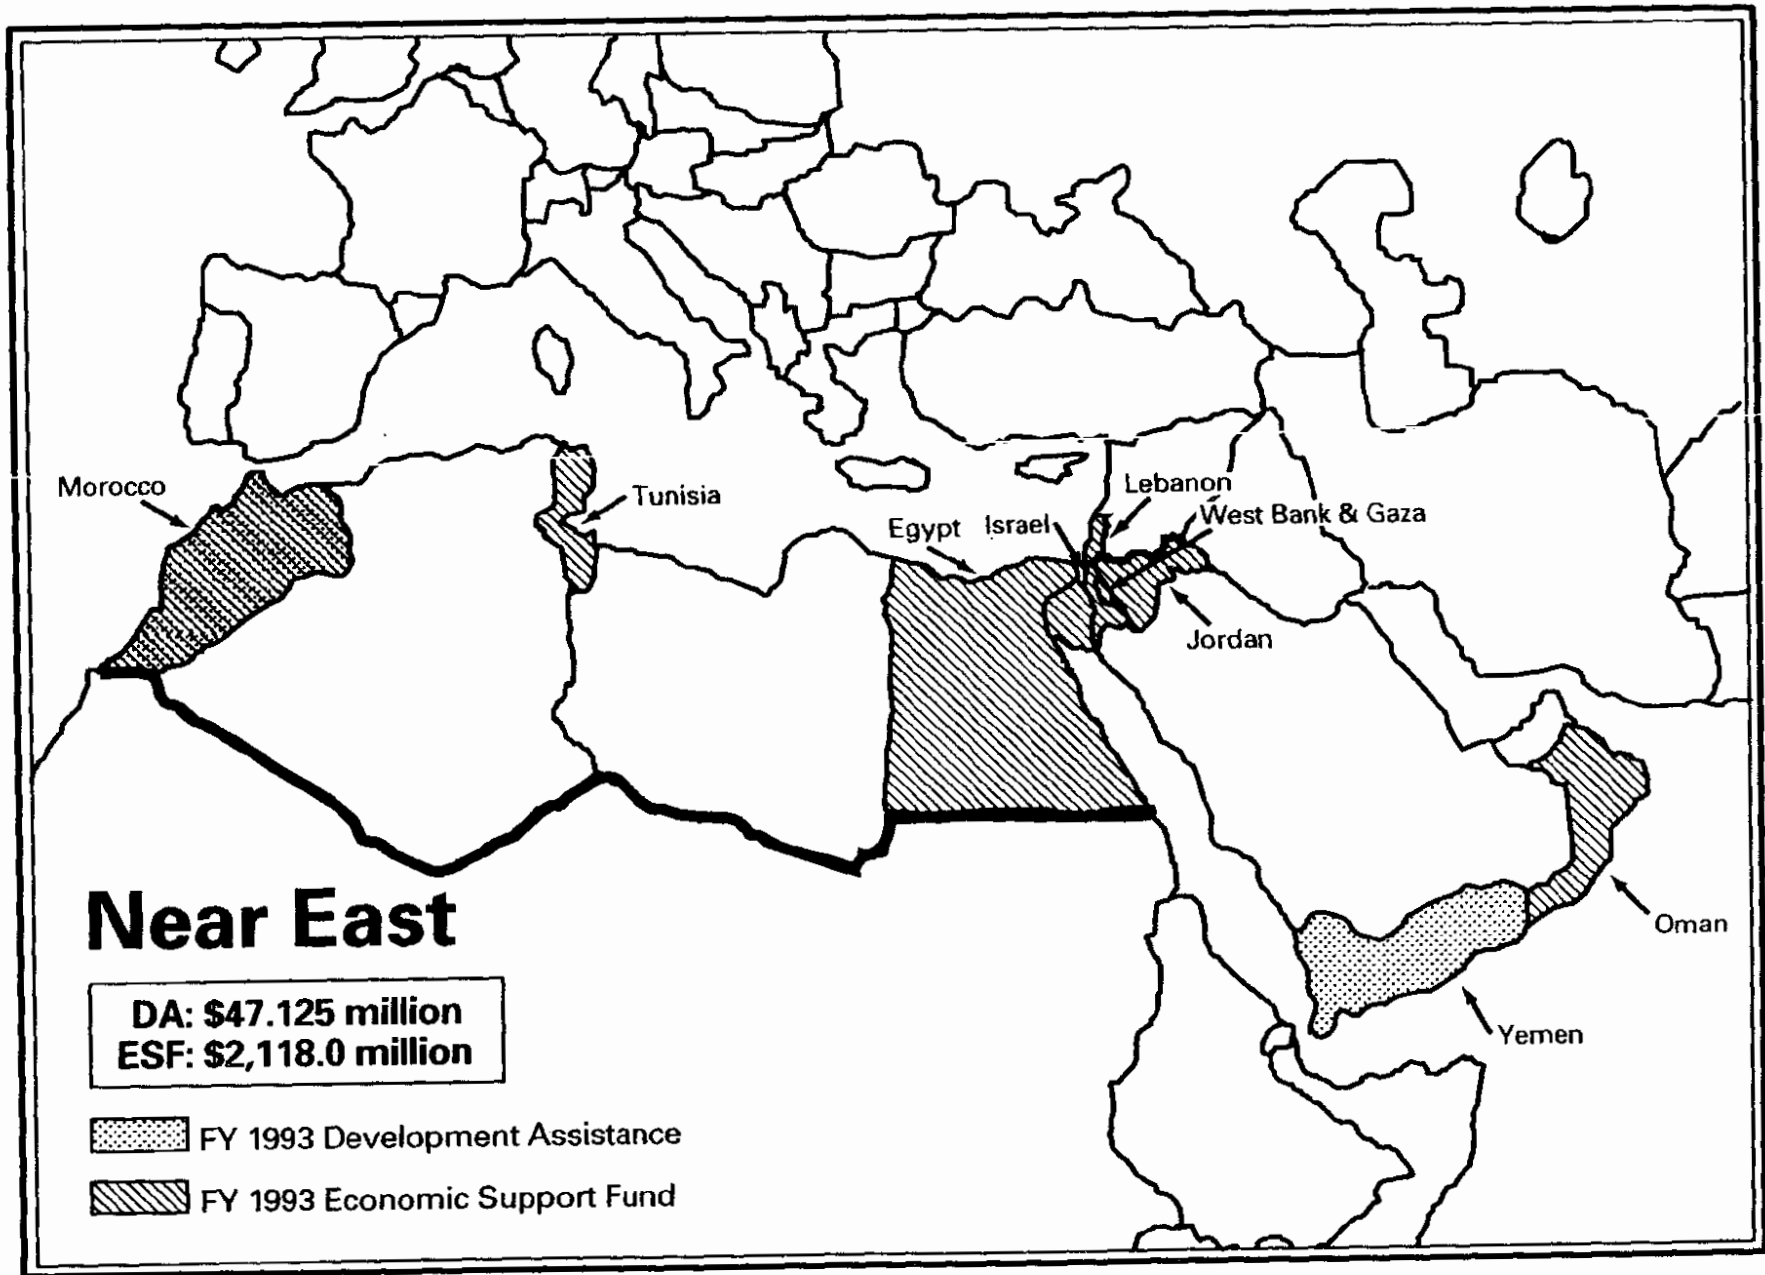 Morocco
Tunisia
Lebanon
West Bank & Gaza
Egypt
Israel
Jordan
Oman
Yemen
Near East
DA: $47.125 million
ESF: $2,118.0 million
FY 1993 Development Assistance
FY 1993 Economic Support Fund